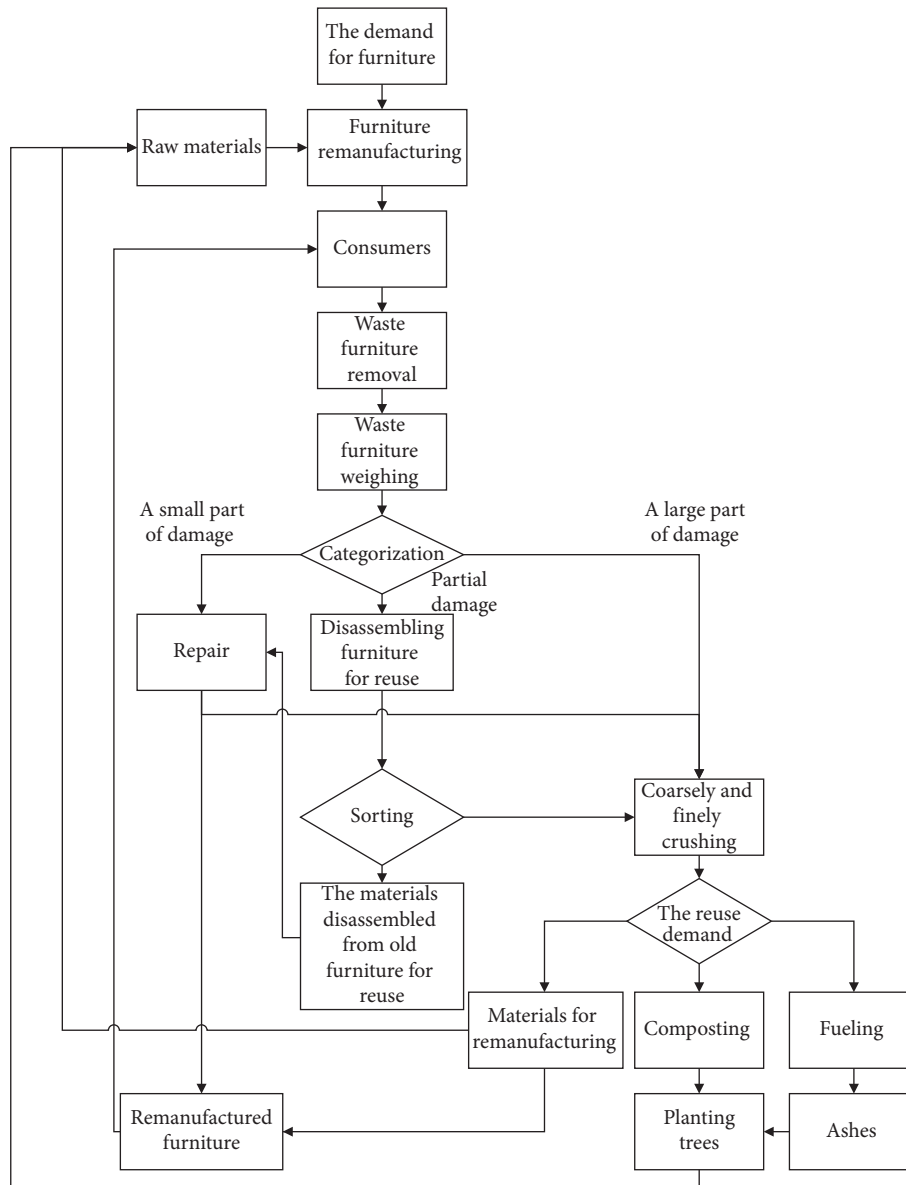 The demand
for furniture
Raw materials
Furniture
remanufacturing
Consumers
Waste
furniture
removal
Waste
furniture
weighing
A small part
of damage
A large part
of damage
Categorization
Partial
damage
Repair
Disassembling
furniture
for reuse
Sorting
Coarsely and
finely
crushing
The materials
disassembled
from old
furniture for
reuse
The reuse
demand
Materials for
remanufacturing
Composting
Fueling
Remanufactured
furniture
Planting
trees
Ashes